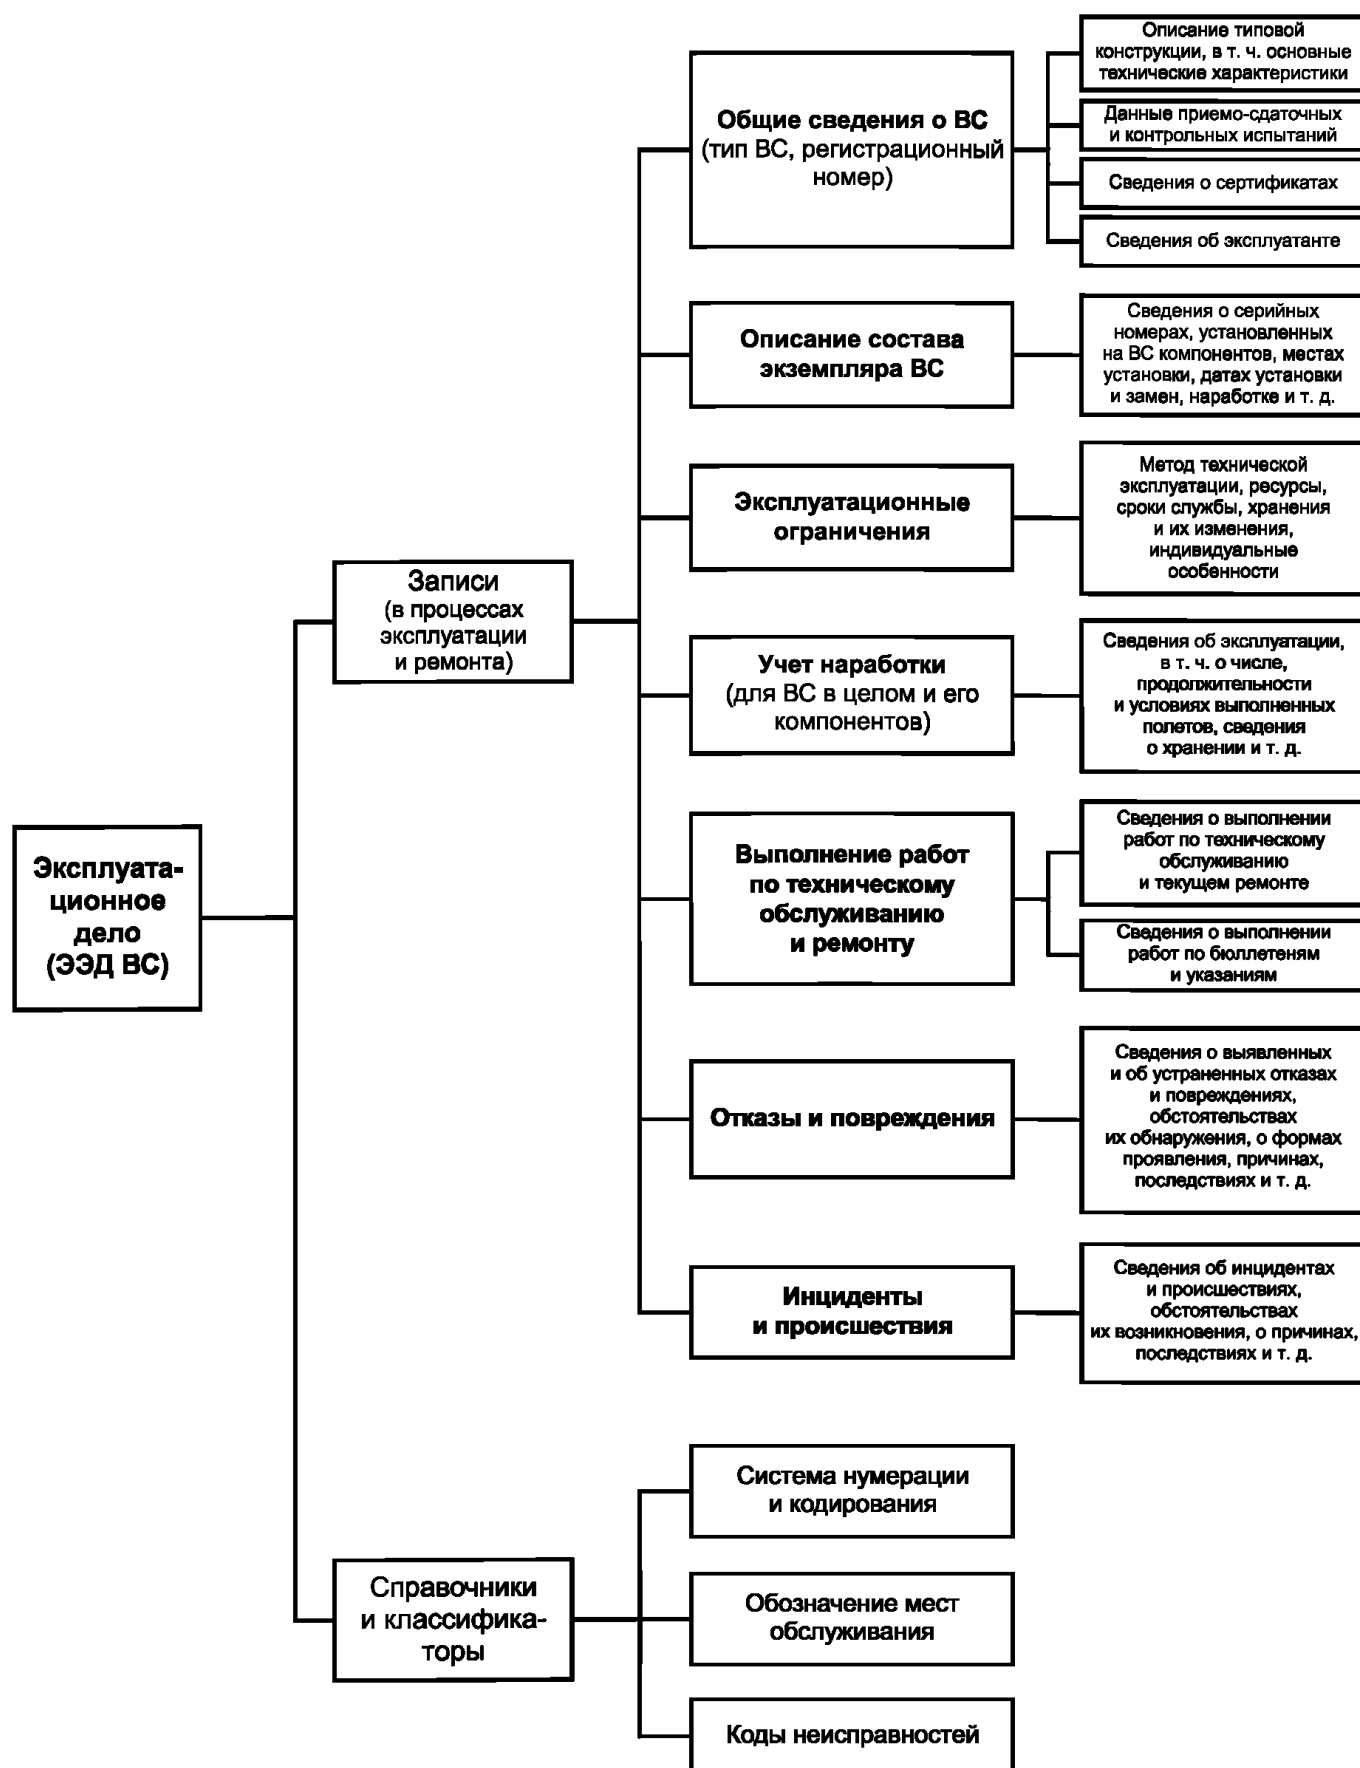 Эксплуата-
ционное
дело
(ЭЭД ВС)
Записи
(в процессах
эксплуатации
и ремонта)
Общие сведения о ВС
(тип ВС, регистрационный
номер)
Описание типовой
конструкции, в т. ч. основные
технические характеристики
Данные приемо-сдаточных
и контрольных испытаний
Сведения о сертификатах
Сведения об эксплуатанте
Описание состава
экземпляра ВС
Сведения о серийных
номерах, установленных
на ВС компонентов, местах
установки, датах установки
и замен, наработке и т. д.
Эксплуатационные
ограничения
Метод технической
эксплуатации, ресурсы,
сроки службы, хранения
и их изменения,
индивидуальные
особенности
Учет наработки
(для ВС в целом и его
компонентов)
Сведения об эксплуатации,
в т. ч. о числе,
продолжительности
и условиях выполненных
полетов, сведения
о хранении и т. д.
Выполнение работ
по техническому
обслуживанию
и ремонту
Сведения о выполнении
работ по техническому
обслуживанию
и текущем ремонте
Сведения о выполнении
работ по бюллетеням
и указаниям
Отказы и повреждения
Сведения о выявленных
и об устраненных отказах
и повреждениях,
обстоятельствах
их обнаружения, о формах
проявления, причинах,
последствиях и т. д.
Инциденты
и происшествия
Сведения об инцидентах
и происшествиях,
обстоятельствах
их возникновения, о причинах,
последствиях и т. д.
Справочники
и классифика-
торы
Система нумерации
и кодирования
Обозначение мест
обслуживания
Коды неисправностей